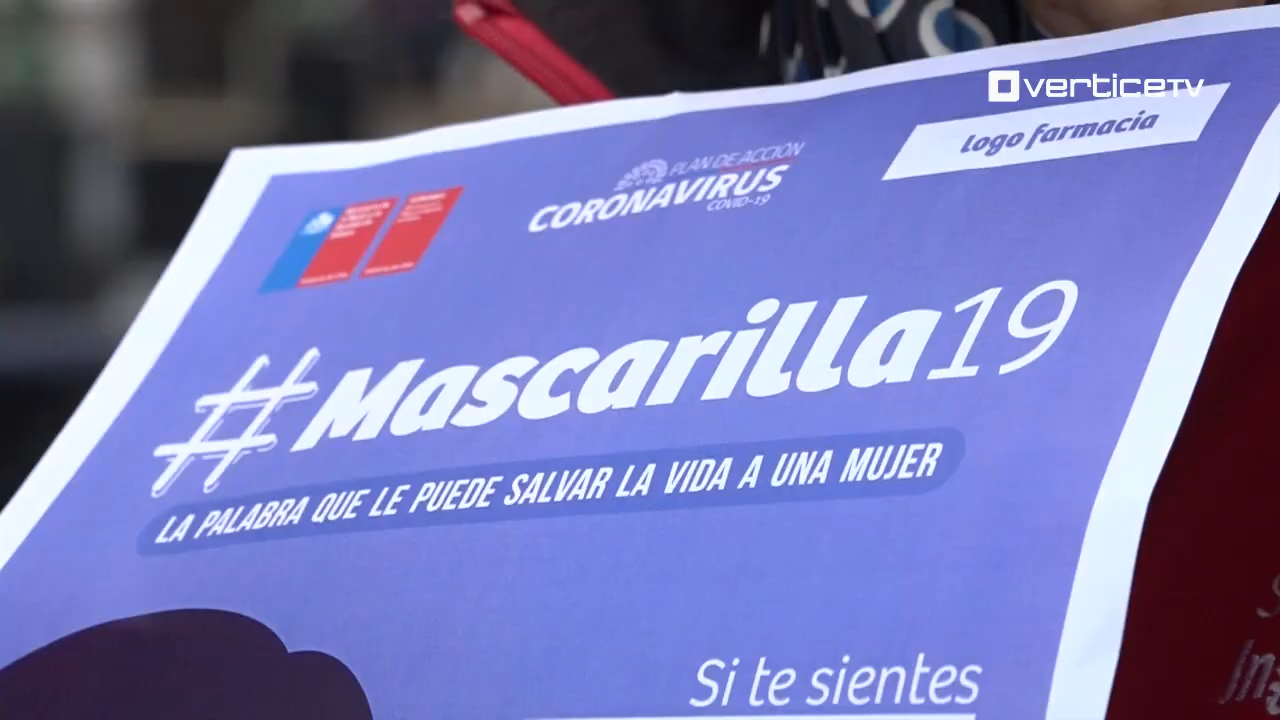 verticeTV
logo farmacia
PLAN DE ACCIÓN
CORONAVIRUS
COVID-19
#Mascarilla19
LA PALABRA QUE LE PUEDE SALVAR LA VIDA A UNA MUJER
Si te sientes